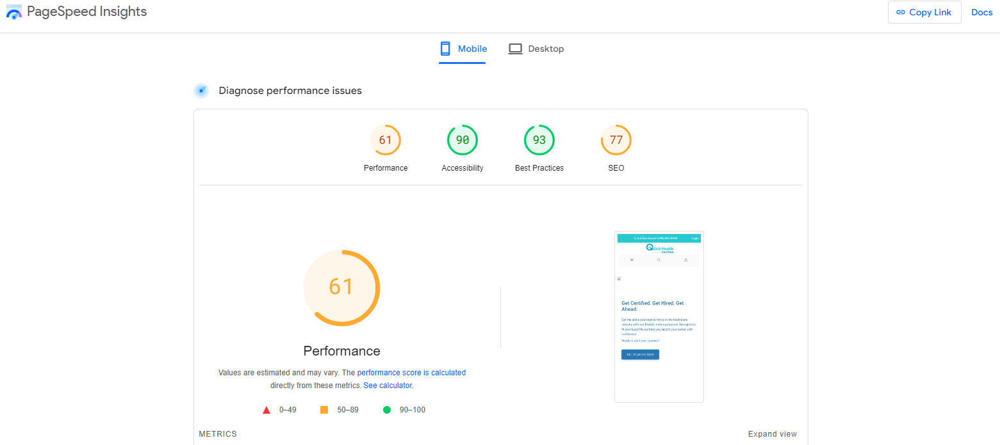 PageSpeed Insights
Copy Link
Docs
Mobile
Desktop
Diagnose performance issues
61
90
93
77
Performance
Accessibility
Best Practices
SEO
61
Performance
Values are estimated and may vary. The performance score is calculated
directly from these metrics. See calculator.
0–49
50–89
90–100
Login
Quick Health
Certified
Get Certified. Get Hired. Get
Ahead.
Get the skills you need to thrive in the healthcare
industry with our flexible, online programs. Designed to
fit your busy life, we help you launch your career with
confidence.
Ready to start your journey?
GET STARTED NOW
METRICS
Expand view